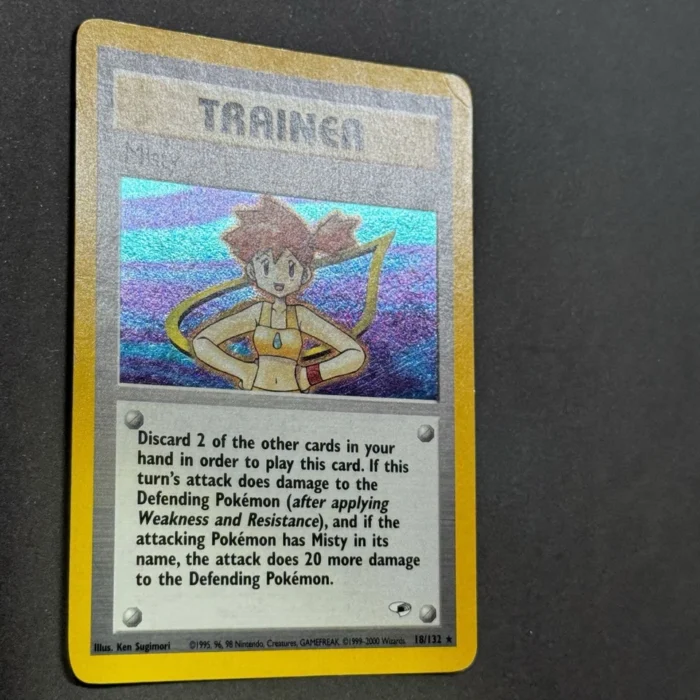 TRAINER
Misty
Discard 2 of the other cards in your
hand in order to play this card. If this
turn's attack does damage to the
Defending Pokémon (after applying
Weakness and Resistance), and if the
attacking Pokémon has Misty in its
name, the attack does 20 more damage
to the Defending Pokémon.
Illus. Ken Sugimori ©1995, 96, 98 Nintendo, Creatures, GAMEFREAK. ©1999-2000 Wizards. 18/132 ★